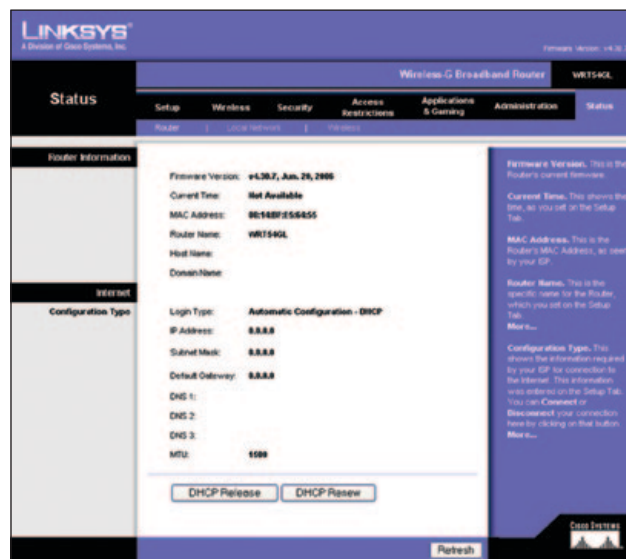 LINKSYS®
A Division of Cisco Systems, Inc.
Firmware Version: v4.30.7
Wireless-G Broadband Router
WRT54GL
Status
Setup
Wireless
Security
Access Restrictions
Applications & Gaming
Administration
Status
Router | Local Network | Wireless
Router Information
Firmware Version: v4.30.7, Jun. 20, 2006
Current Time: Not Available
MAC Address:
Router Name: WRT54GL
Host Name:
Domain Name:
Internet
Configuration Type
Login Type: Automatic Configuration - DHCP
IP Address: 0.0.0.0
Subnet Mask: 0.0.0.0
Default Gateway: 0.0.0.0
DNS 1:
DNS 2:
DNS 3:
MTU: 1500
DHCP Release
DHCP Renew
Firmware Version. This is the
Router's current firmware.
Current Time. This shows the
time, as you set on the Setup
Tab.
MAC Address. This is the
Router's MAC Address, as seen
by your ISP.
Router Name. This is the
specific name for the Router,
which you set on the Setup
Tab.
More...
Configuration Type. This
shows the information required
by your ISP for connection to
the Internet. This information
was entered on the Setup Tab.
You can Connect or
Disconnect your connection
here by clicking on that button.
More...
Refresh
CISCO SYSTEMS